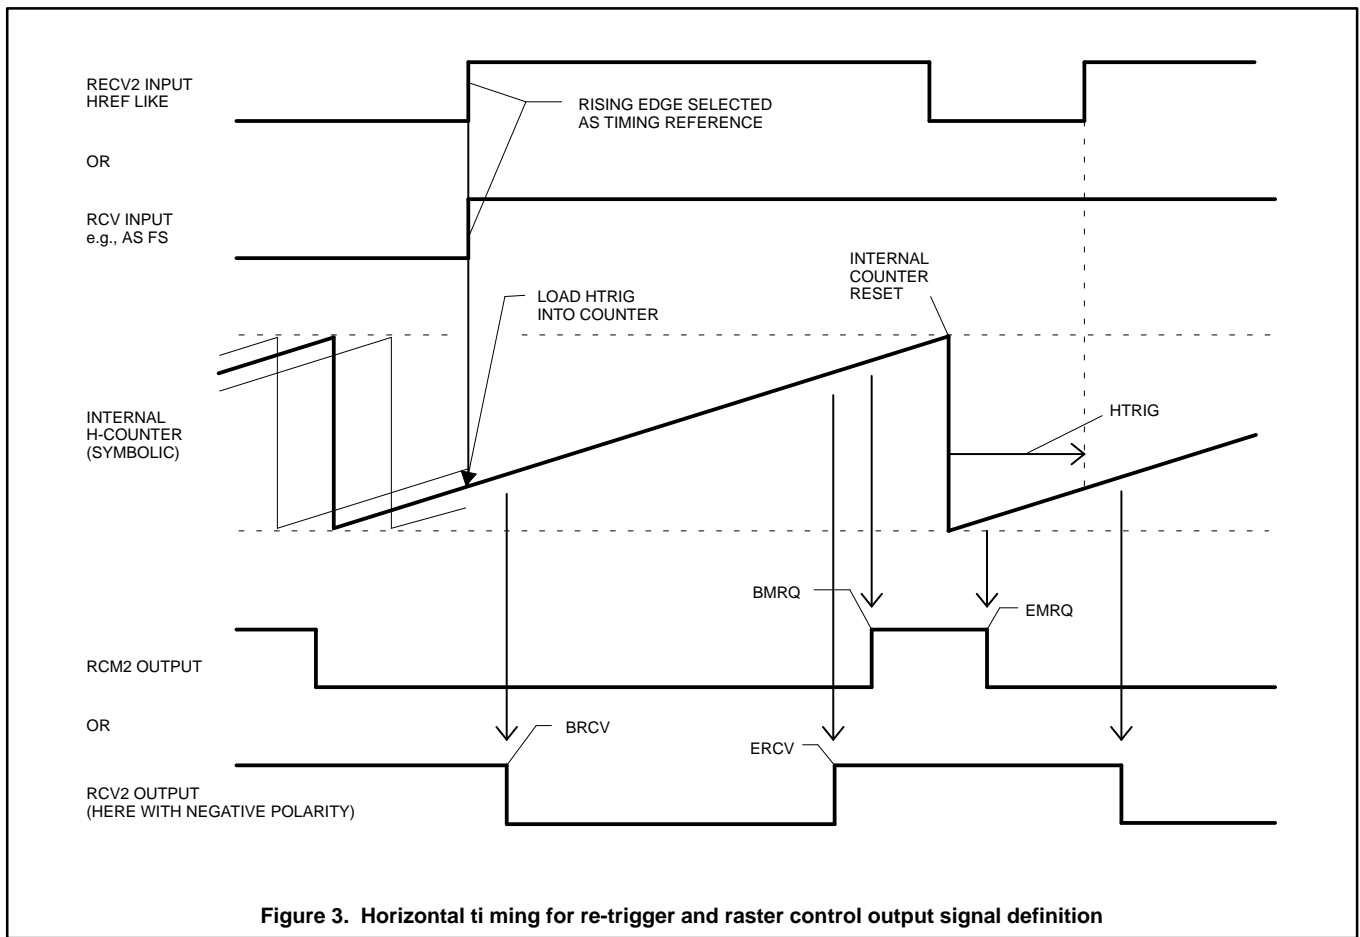 RECV2 INPUT
HREF LIKE
RISING EDGE SELECTED
AS TIMING REFERENCE
OR
RCV INPUT
e.g., AS FS
INTERNAL
COUNTER
RESET
LOAD HTRIG
INTO COUNTER
HTRIG
INTERNAL
H-COUNTER
(SYMBOLIC)
BMRQ
EMRQ
RCM2 OUTPUT
OR
BRCV
ERCV
RCV2 OUTPUT
(HERE WITH NEGATIVE POLARITY)
Figure 3. Horizontal ti ming for re-trigger and raster control output signal definition